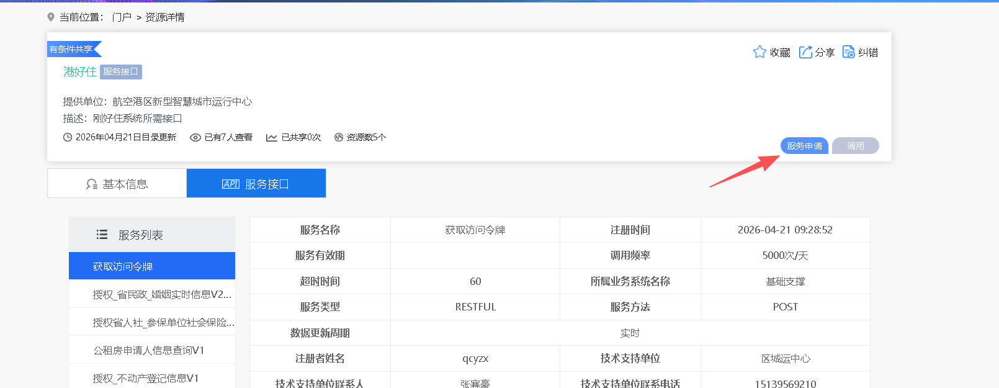 当前位置： 门户 > 资源详情
有条件共享
收藏 分享 纠错
港好住 服务接口
提供单位：航空港区新型智慧城市运行中心
描述：刚好住系统所需接口
2026年04月21日目录更新 已有7人查看 已共享0次 资源数5个
服务申请 调用
基本信息 API 服务接口
服务列表
获取访问令牌
授权_省民政_婚姻实时信息V2...
授权省人社_参保单位社会保险...
公租房申请人信息查询V1
授权_不动产登记信息V1
服务名称 获取访问令牌 注册时间 2026-04-21 09:28:52
服务有效期 调用频率 5000次/天
超时时间 60 所属业务系统名称 基础支撑
服务类型 RESTFUL 服务方法 POST
数据更新周期 实时
注册者姓名 qcyzx 技术支持单位 区城运中心
技术支持单位联系人 张赛豪 技术支持单位联系电话 15139569210